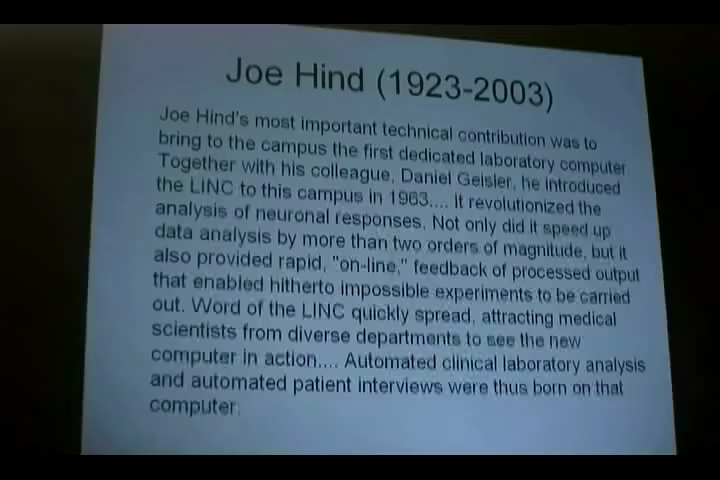 Joe Hind (1923-2003)
Joe Hind's most important technical contribution was to
bring to the campus the first dedicated laboratory computer
Together with his colleague, Daniel Geisler, he introduced
the LINC to this campus in 1963.... It revolutionized the
analysis of neuronal responses. Not only did it speed up
data analysis by more than two orders of magnitude, but it
also provided rapid, "on-line," feedback of processed output
that enabled hitherto impossible experiments to be carried
out. Word of the LINC quickly spread, attracting medical
scientists from diverse departments to see the new
computer in action.... Automated clinical laboratory analysis
and automated patient interviews were thus born on that
computer.